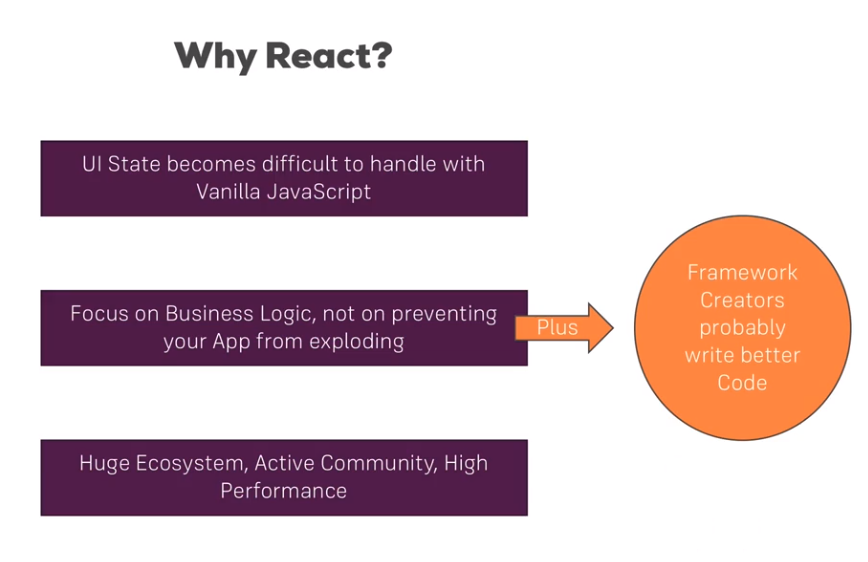 Why React?
UI State becomes difficult to handle with
Vanilla JavaScript
Focus on Business Logic, not on preventing
your App from exploding
Plus
Framework
Creators
probably
write better
Code
Huge Ecosystem, Active Community, High
Performance